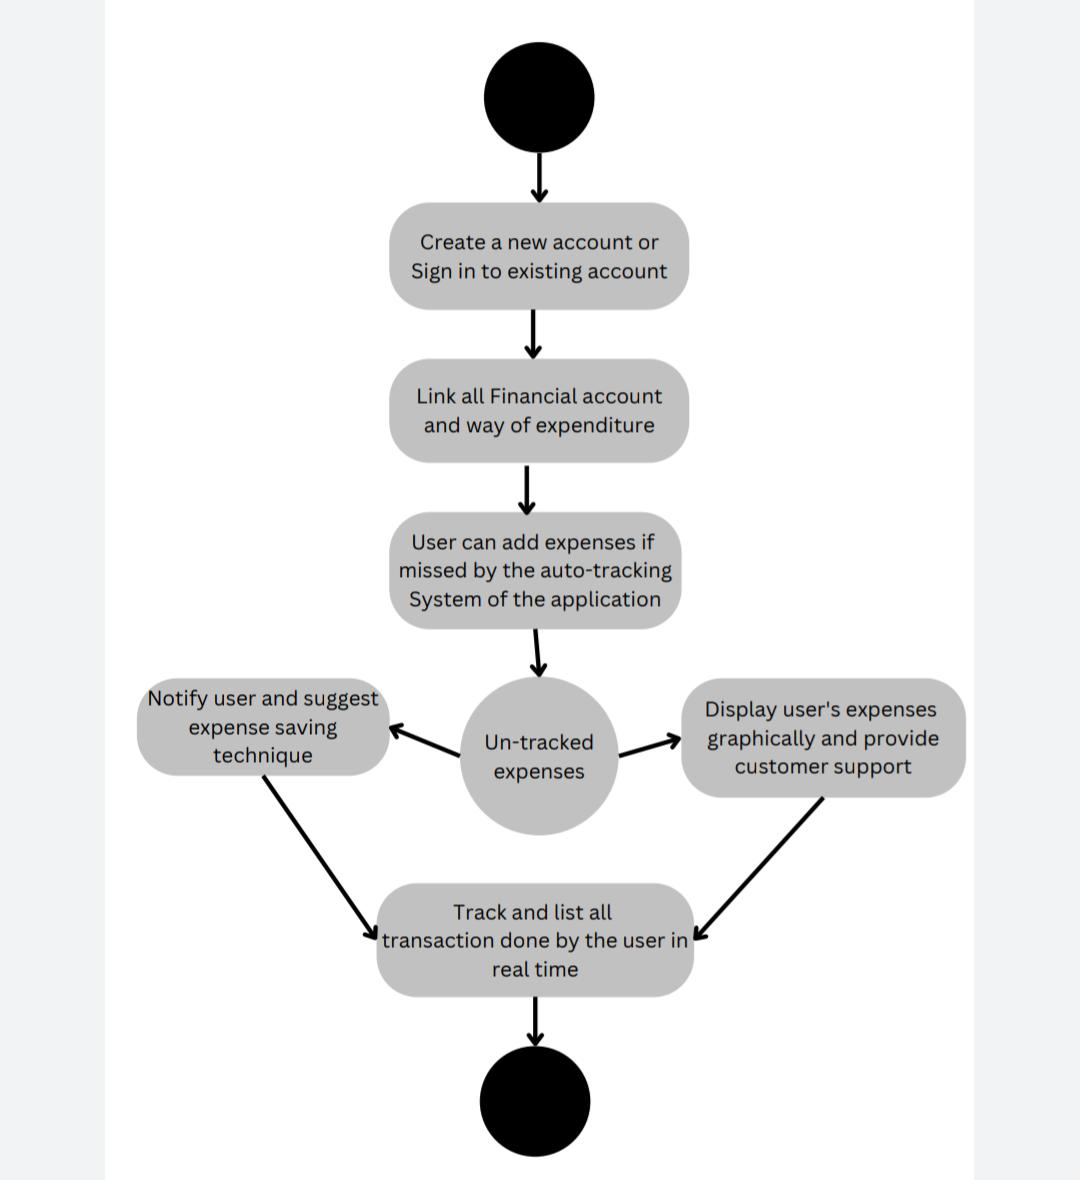 Create a new account or
Sign in to existing account
Link all Financial account
and way of expenditure
User can add expenses if
missed by the auto-tracking
System of the application
Notify user and suggest
expense saving
technique
Un-tracked
expenses
Display user's expenses
graphically and provide
customer support
Track and list all
transaction done by the user in
real time